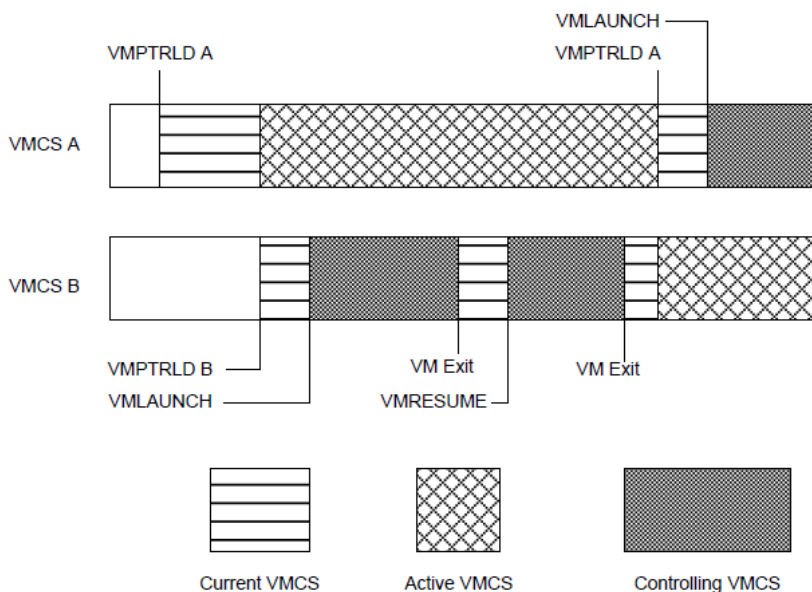 VMLAUNCH
VMPTRLD A
VMPTRLD A
VMCS A
VMCS B
VMPTRLD B
VM Exit
VM Exit
VMLAUNCH
VMRESUME
Current VMCS
Active VMCS
Controlling VMCS